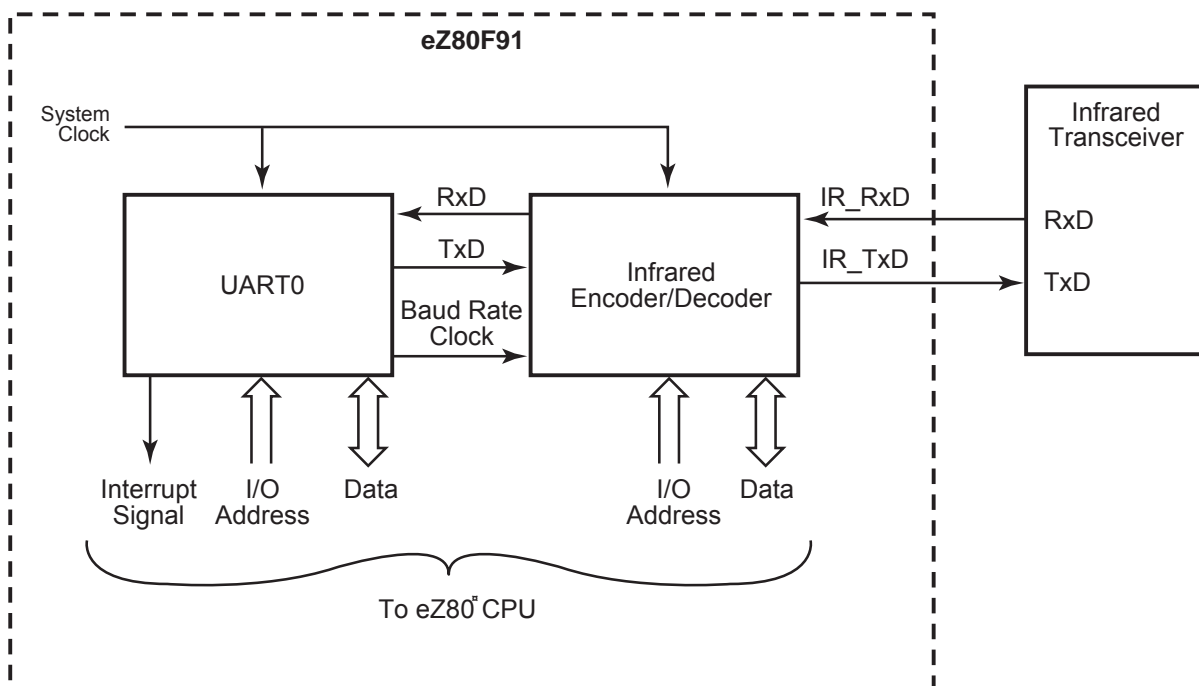 eZ80F91
System
Clock
Infrared
Transceiver
RxD
IR_RxD
RxD
TxD
IR_TxD
TxD
UART0
Infrared
Encoder/Decoder
Baud Rate
Clock
Interrupt
Signal
I/O
Address
Data
I/O
Address
Data
To eZ80¤ CPU